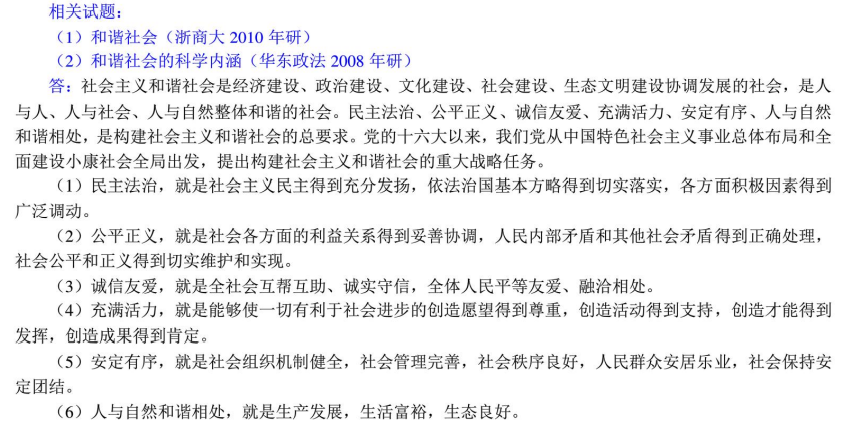 相关试题：
（1）和谐社会（浙商大 2010 年研）
（2）和谐社会的科学内涵（华东政法 2008 年研）
答：社会主义和谐社会是经济建设、政治建设、文化建设、社会建设、生态文明建设协调发展的社会，是人
与人、人与社会、人与自然整体和谐的社会。民主法治、公平正义、诚信友爱、充满活力、安定有序、人与自然
和谐相处，是构建社会主义和谐社会的总要求。党的十六大以来，我们党从中国特色社会主义事业总体布局和全
面建设小康社会全局出发，提出构建社会主义和谐社会的重大战略任务。
（1）民主法治，就是社会主义民主得到充分发扬，依法治国基本方略得到切实落实，各方面积极因素得到
广泛调动。
（2）公平正义，就是社会各方面的利益关系得到妥善协调，人民内部矛盾和其他社会矛盾得到正确处理，
社会公平和正义得到切实维护和实现。
（3）诚信友爱，就是全社会互帮互助、诚实守信，全体人民平等友爱、融洽相处。
（4）充满活力，就是能够使一切有利于社会进步的创造愿望得到尊重，创造活动得到支持，创造才能得到
发挥，创造成果得到肯定。
（5）安定有序，就是社会组织机制健全，社会管理完善，社会秩序良好，人民群众安居乐业，社会保持安
定团结。
（6）人与自然和谐相处，就是生产发展，生活富裕，生态良好。